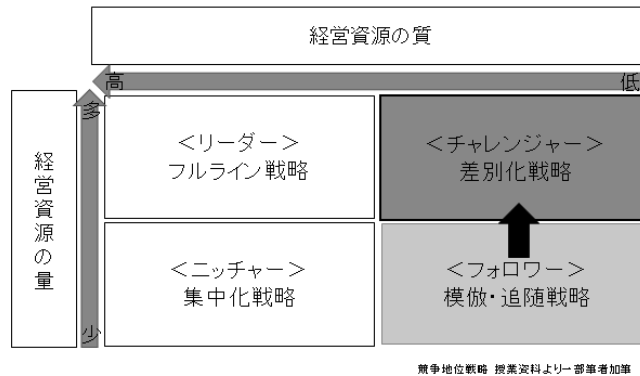 経営資源の質
高
低
多
経営資源の量
少
＜リーダー＞
フルライン戦略
＜チャレンジャー＞
差別化戦略
＜ニッチャー＞
集中化戦略
＜フォロワー＞
模倣・追随戦略
競争地位戦略 授業資料より一部筆者加筆